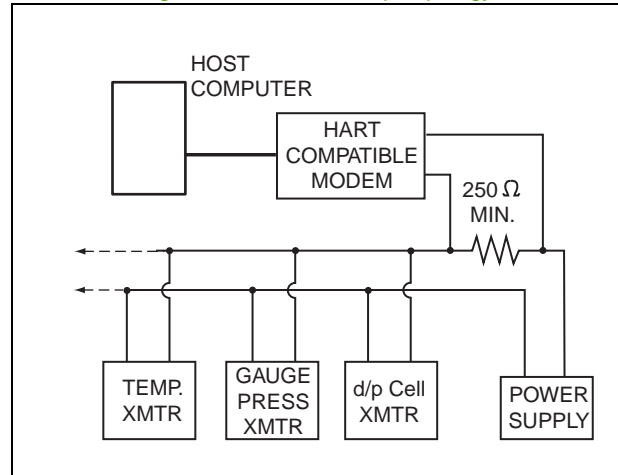 HOST
COMPUTER
HART
COMPATIBLE
MODEM
250 Ω
MIN.
TEMP.
XMTR
GAUGE
PRESS
XMTR
d/p Cell
XMTR
POWER
SUPPLY